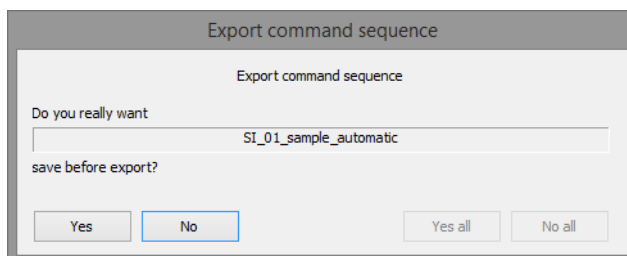 Export command sequence
Export command sequence
Do you really want
SI_01_sample_automatic
save before export?
Yes No Yes all No all